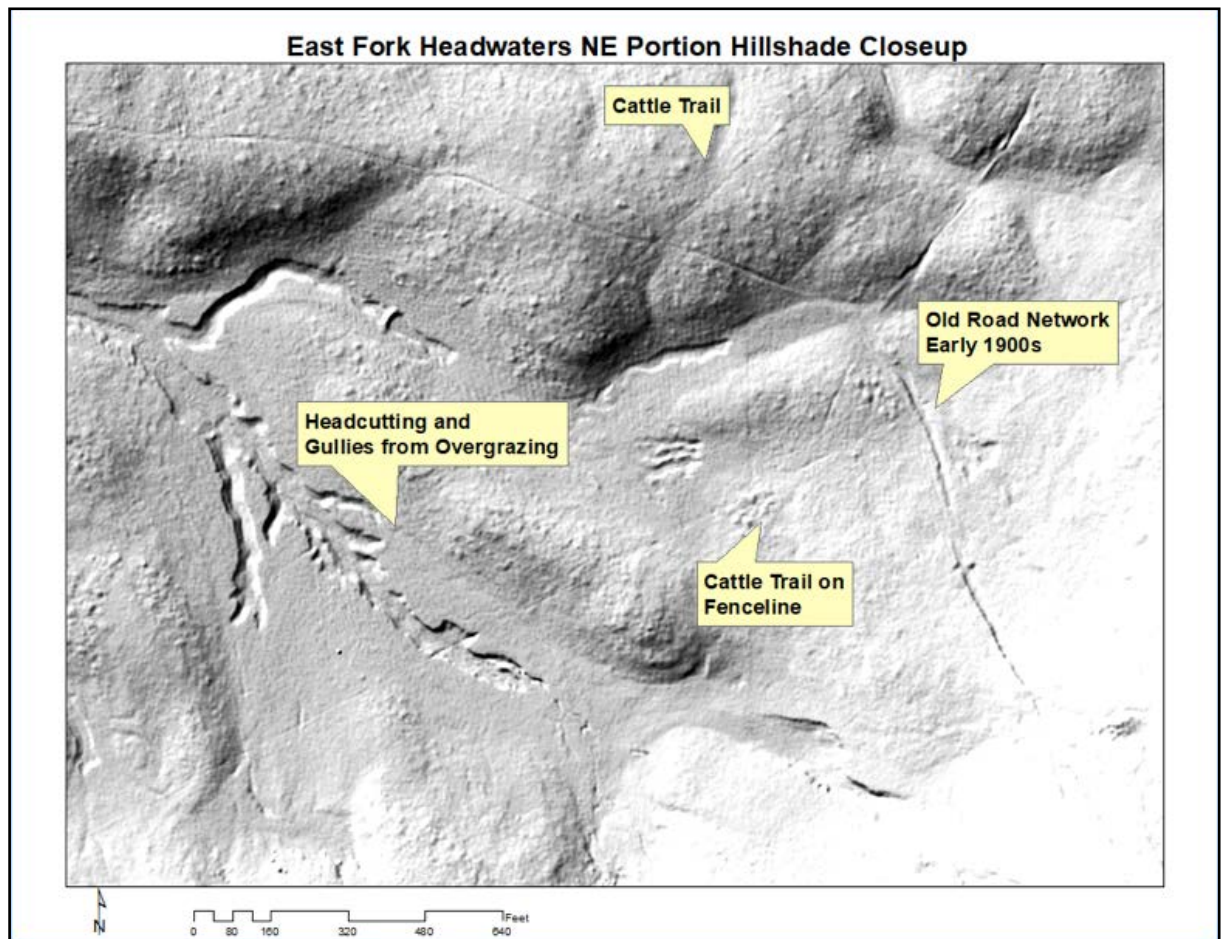 East Fork Headwaters NE Portion Hillshade Closeup
Cattle Trail
Old Road Network
Early 1900s
Headcutting and
Gullies from Overgrazing
Cattle Trail on
Fenceline
N
Feet
0 80 160 320 480 640